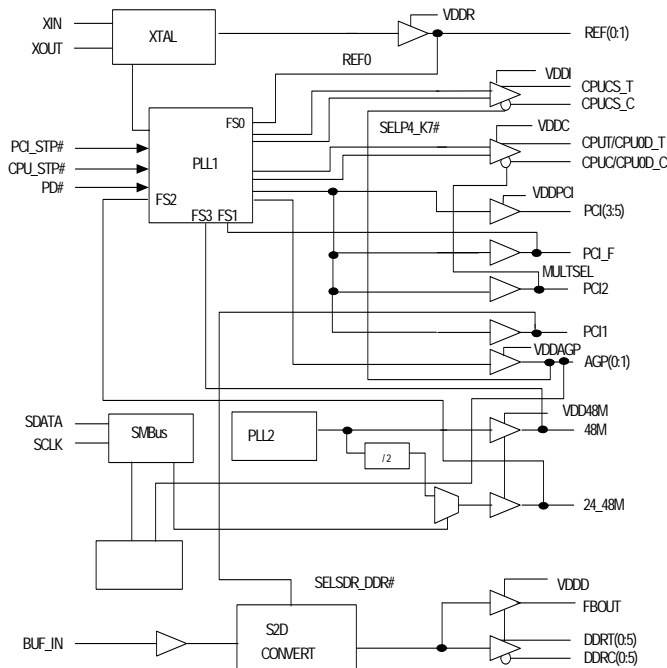 XIN
XOUT
XTAL
VDDR
REF(0:1)
REF0
VDDI
CPUCS_T
CPUCS_C
FS0
SELP4_K7#
VDDC
PCI_STP#
CPU_STP#
PD#
PLL1
CPUT/CPU0D_T
CPUC/CPU0D_C
FS2
FS3 FS1
VDDPCI
PCI(3:5)
PCI_F
MULTSEL
PCI2
PCI1
VDDAGP
AGP(0:1)
SDATA
SCLK
SMBus
PLL2
VDD48M
48M
/2
24_48M
SELSDR_DDR#
VDDD
FBOUT
BUF_IN
S2D
CONVERT
DDRT(0:5)
DDRC(0:5)